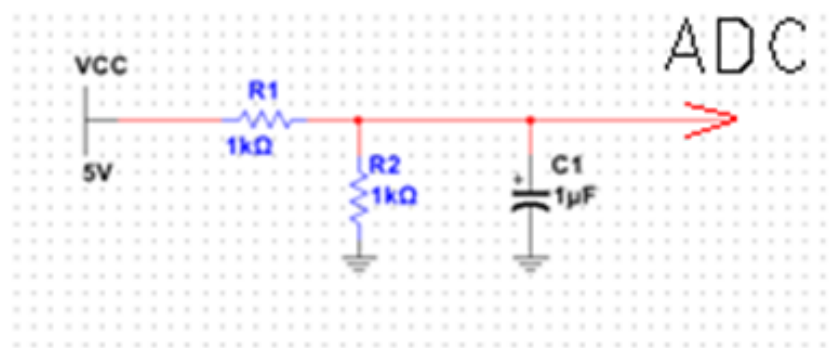 ADC
VCC
R1
1kΩ
5V
R2
1kΩ
C1
+
1µF